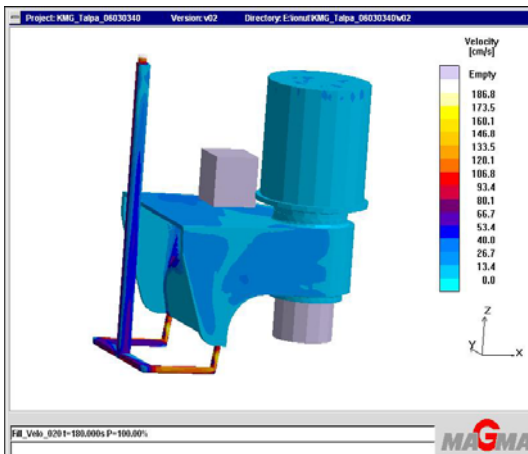 Project: KMG_Talpa_06030340 Version: v02 Directory: E:\ionut\KMG_Talpa_06030340\v02
Velocity
[cm/s]
Empty
186.8
173.5
160.1
146.8
133.5
120.1
106.8
93.4
80.1
66.7
53.4
40.0
26.7
13.4
0.0
Z
Y
X
Fill_Velo_020 t=180.000s P=100.00%
MAGMA